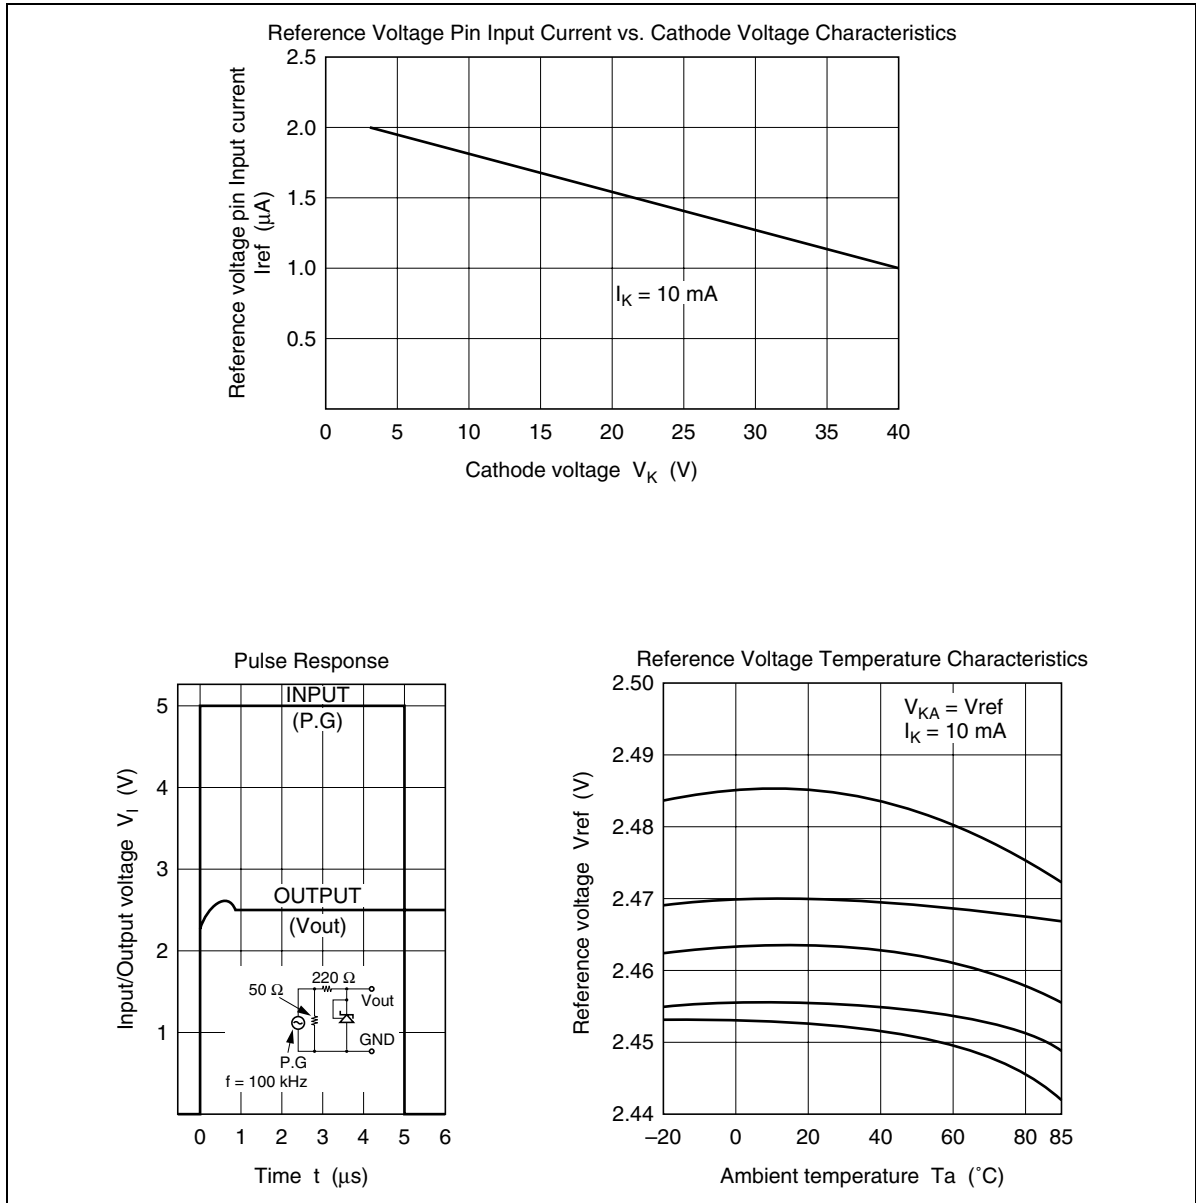 Reference Voltage Pin Input Current vs. Cathode Voltage Characteristics
Reference voltage pin Input current
Iref (μA)
2.5
2.0
1.5
1.0
0.5
I_K = 10 mA
0 5 10 15 20 25 30 35 40
Cathode voltage V_K (V)
Pulse Response
Input/Output voltage V_I (V)
5
4
3
2
1
INPUT
(P.G)
OUTPUT
(Vout)
220 Ω
50 Ω
Vout
GND
P.G
f = 100 kHz
0 1 2 3 4 5 6
Time t (μs)
Reference Voltage Temperature Characteristics
Reference voltage Vref (V)
2.50
2.49
2.48
2.47
2.46
2.45
2.44
V_KA = Vref
I_K = 10 mA
–20 0 20 40 60 80 85
Ambient temperature Ta (˚C)